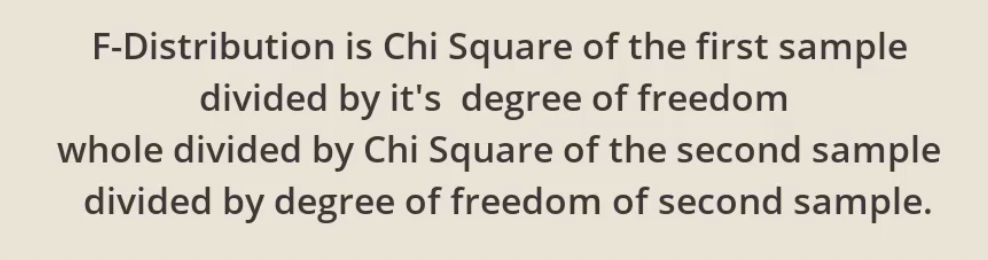 F-Distribution is Chi Square of the first sample
divided by it's  degree of freedom
whole divided by Chi Square of the second sample
divided by degree of freedom of second sample.